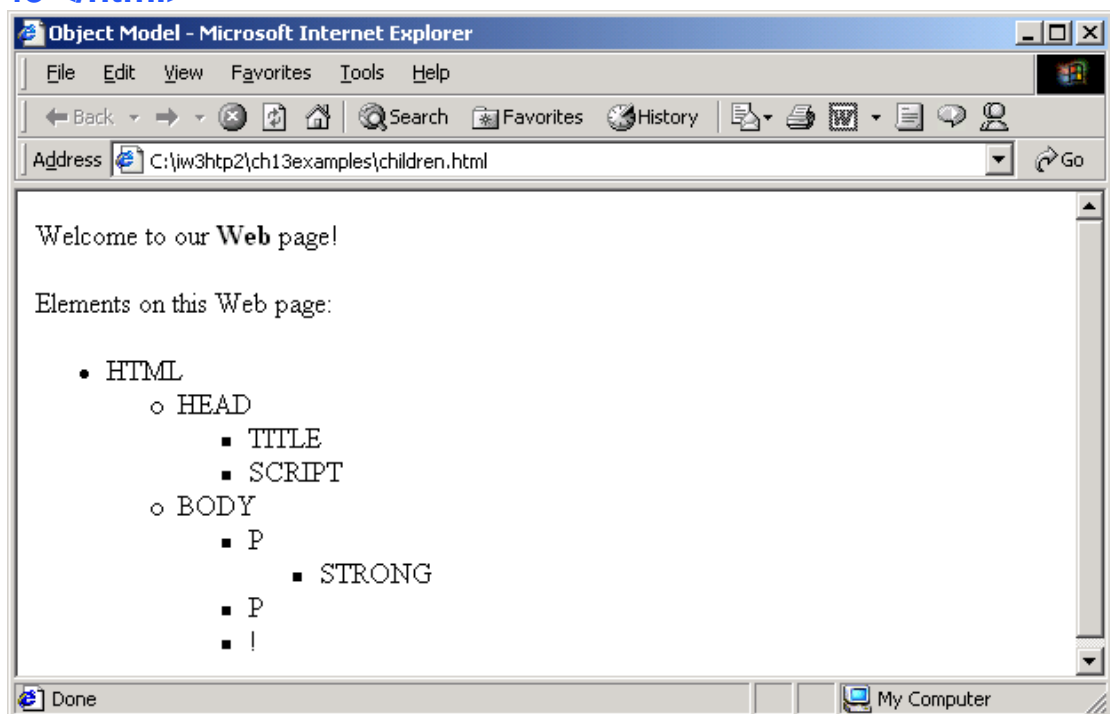 Object Model - Microsoft Internet Explorer
File Edit View Favorites Tools Help
Back Search Favorites History
Address C:\iw3htp2\ch13examples\children.html Go
Welcome to our Web page!
Elements on this Web page:
HTML
HEAD
TITLE
SCRIPT
BODY
P
STRONG
P
!
Done My Computer